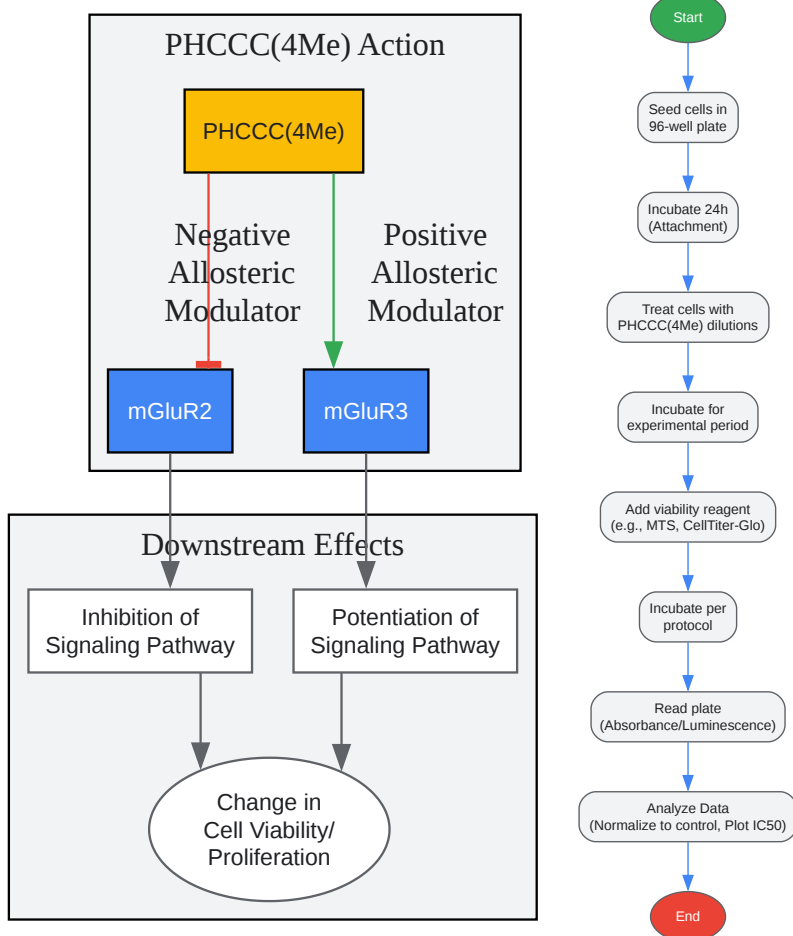 PHCCC(4Me) Action
PHCCC(4Me)
Negative
Allosteric
Modulator
Positive
Allosteric
Modulator
mGluR2
mGluR3
Downstream Effects
Inhibition of
Signaling Pathway
Potentiation of
Signaling Pathway
Change in
Cell Viability/
Proliferation
Start
Seed cells in
96-well plate
Incubate 24h
(Attachment)
Treat cells with
PHCCC(4Me) dilutions
Incubate for
experimental period
Add viability reagent
(e.g., MTS, CellTiter-Glo)
Incubate per
protocol
Read plate
(Absorbance/Luminescence)
Analyze Data
(Normalize to control, Plot IC50)
End